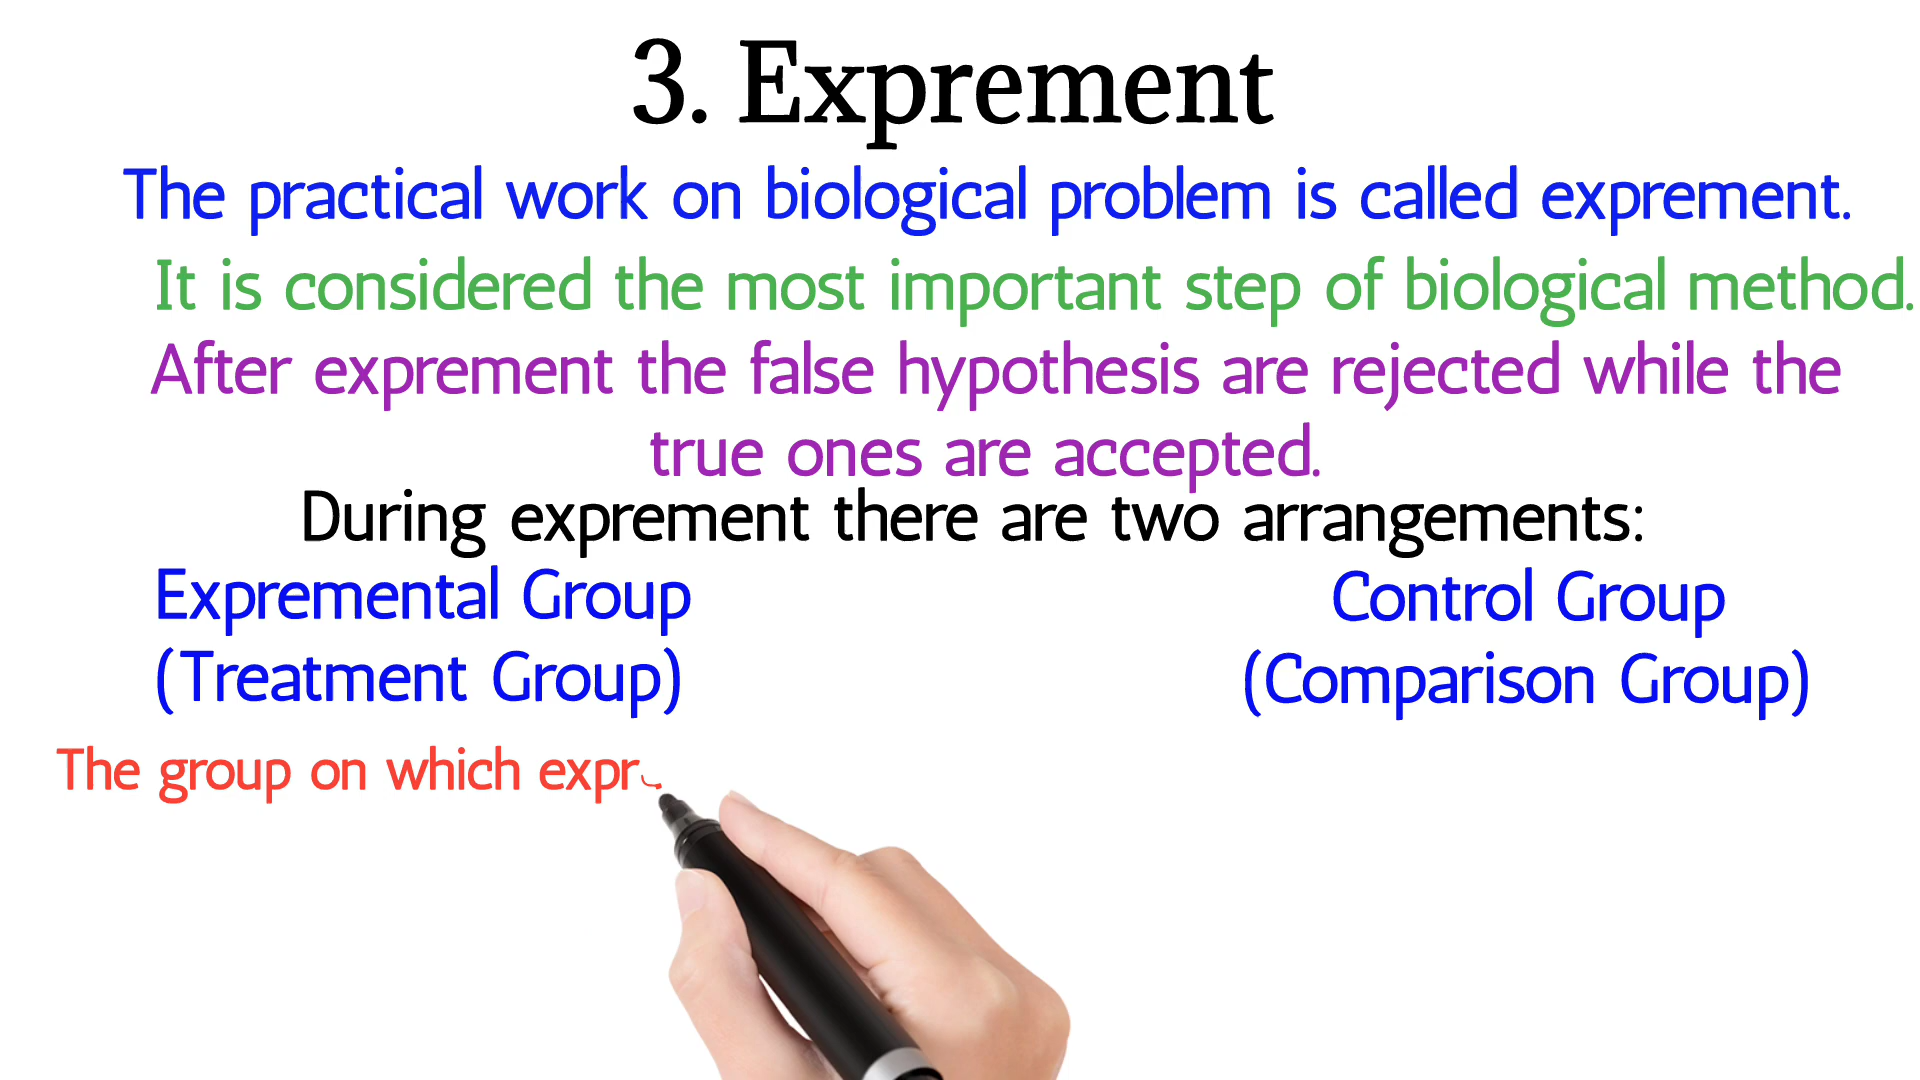 3. Exprement
The practical work on biological problem is called exprement.
It is considered the most important step of biological method.
After exprement the false hypothesis are rejected while the
true ones are accepted.
During exprement there are two arrangements:
Expremental Group
(Treatment Group)
Control Group
(Comparison Group)
The group on which expr